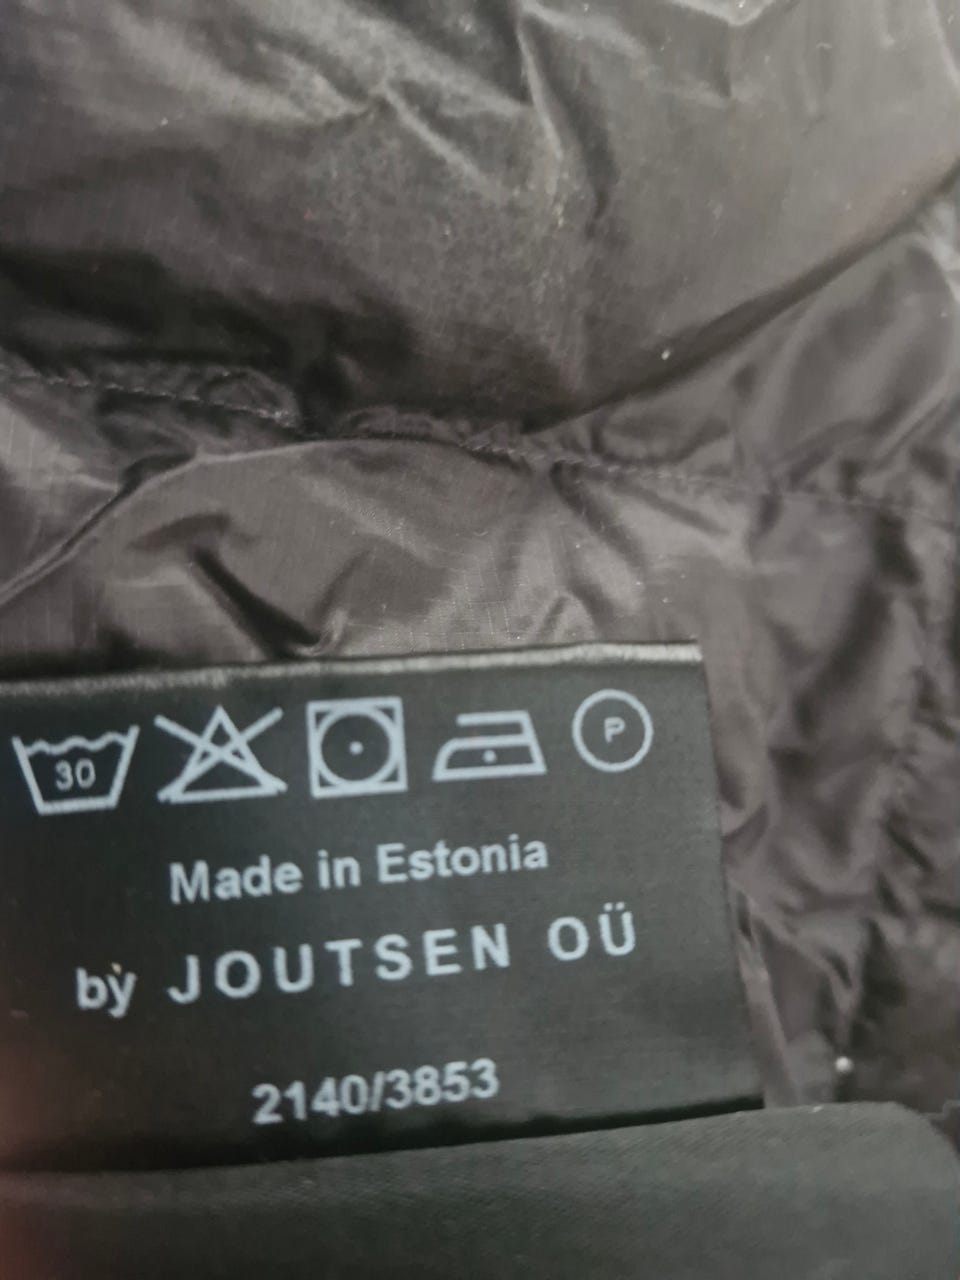 30 P
Made in Estonia
by JOUTSEN OÜ
2140/3853